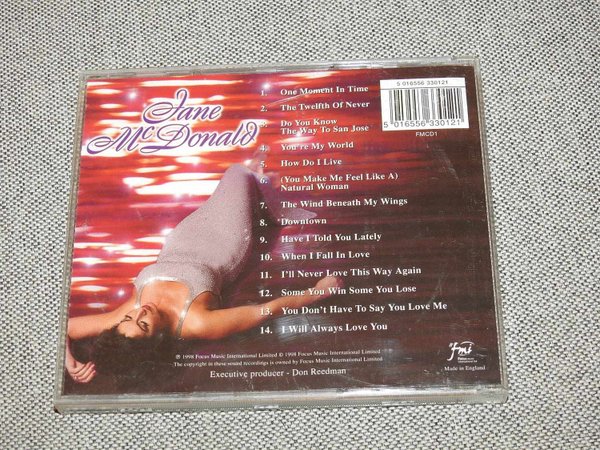 Jane
McDonald
1. One Moment In Time
2. The Twelfth Of Never
3. Do You Know
The Way To San Jose
4. You're My World
5. How Do I Live
6. (You Make Me Feel Like A)
Natural Woman
7. The Wind Beneath My Wings
8. Downtown
9. Have I Told You Lately
10. When I Fall In Love
11. I'll Never Love This Way Again
12. Some You Win Some You Lose
13. You Don't Have To Say You Love Me
14. I Will Always Love You
5 016556 330121
5 016556 330121
FMCD1
℗ 1998 Focus Music International Limited © 1998 Focus Music International Limited
The copyright in these sound recordings is owned by Focus Music International Limited
Executive producer - Don Reedman
fmi
Focus
music
international
Made in England